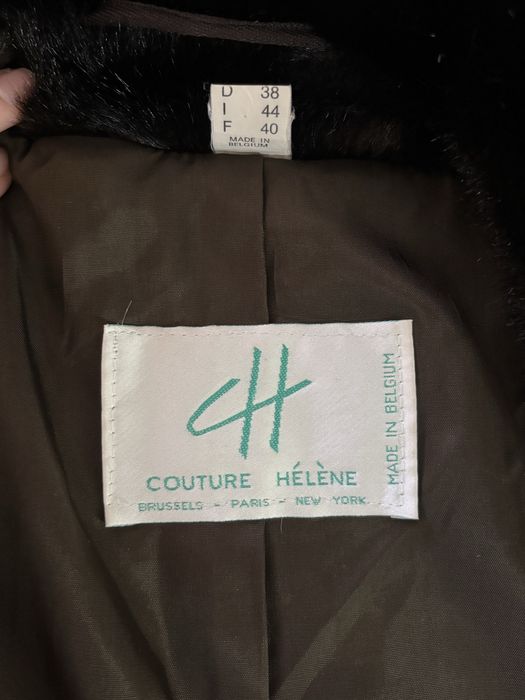 D 38
I 44
F 40
MADE IN
BELGIUM
CH
COUTURE HÉLÈNE
BRUSSELS - PARIS - NEW YORK
MADE IN BELGIUM